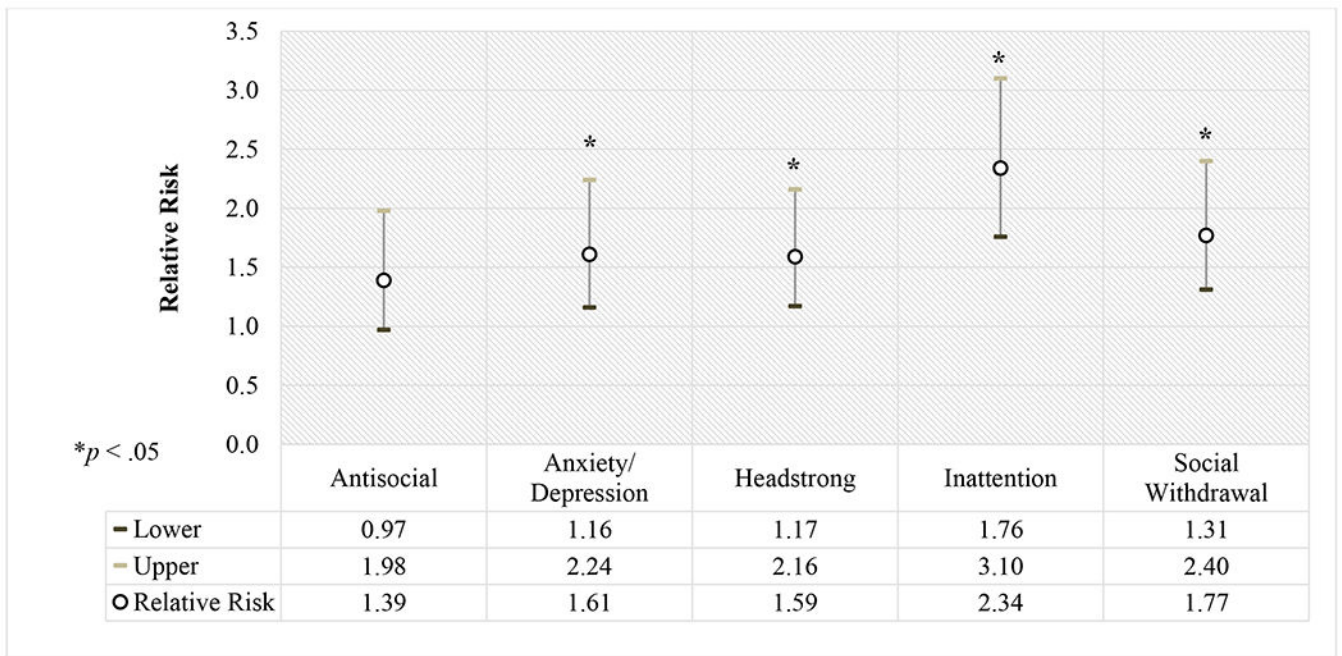 3.5
*
3.0
*
*
2.5
*
2.0
Relative Risk
1.5
1.0
0.5
0.0
*p < .05
Antisocial
Anxiety/
Depression
Headstrong
Inattention
Social
Withdrawal
Lower 0.97 1.16 1.17 1.76 1.31
Upper 1.98 2.24 2.16 3.10 2.40
Relative Risk 1.39 1.61 1.59 2.34 1.77